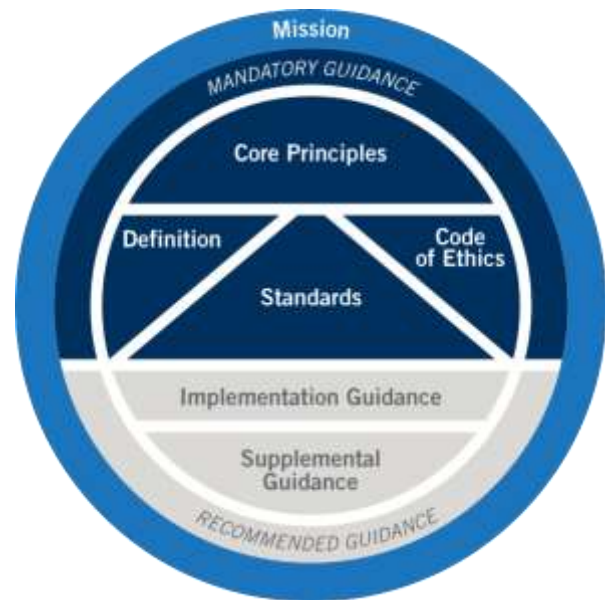 Mission
MANDATORY GUIDANCE
Core Principles
Definition
Code
of Ethics
Standards
Implementation Guidance
Supplemental
Guidance
RECOMMENDED GUIDANCE